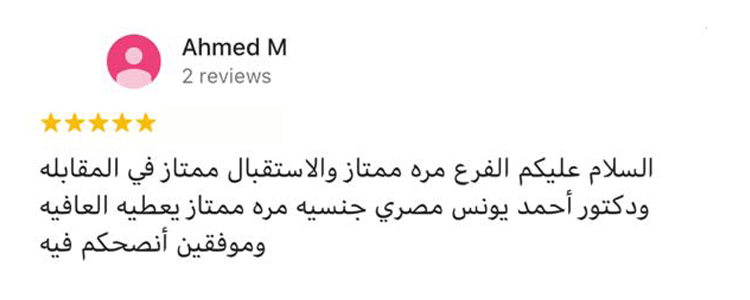 Ahmed M
2 reviews
السلام عليكم الفرع مره ممتاز والاستقبال ممتاز في المقابله
ودكتور أحمد يونس مصري جنسيه مره ممتاز يعطيه العافيه
وموفقين أنصحكم فيه